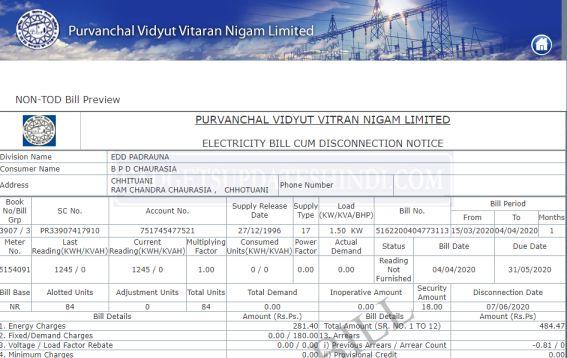 Purvanchal Vidyut Vitaran Nigam Limited
NON-TOD Bill Preview
PURVANCHAL VIDYUT VITRAN NIGAM LIMITED
ELECTRICITY BILL CUM DISCONNECTION NOTICE
Division Name EDD PADRAUNA
Consumer Name B P D CHAURASIA
Address CHHITUANI
RAM CHANDRA CHAURASIA , CHHOTUANI Phone Number
Book No/Bill Grp SC No. Account No. Supply Release Date Supply Type Load (KW/KVA/BHP) Bill No. Bill Period
From To Months
3907 / 3 PR33907417910 751745477521 27/12/1996 17 1.50 KW 5162200404773113 15/03/2020 04/04/2020 1
Meter No. Last Reading(KWH/KVAH) Current Reading(KWH/KVAH) Multiplying Factor Consumed Units(KWH/KVAH) Power Factor Actual Demand Status Bill Date Due Date
5154091 1245 / 0 1245 / 0 1.00 0 / 0 0.00 0.00 Reading Not Furnished 04/04/2020 31/05/2020
Bill Base Alotted Units Adjustment Units Total Units Total Demand Inoperative Amount Security Amount Disconnection Date
NR 84 0 84 0.00 0.00 18.00 07/06/2020
Bill Details Amount (Rs.Ps.) Bill Details Amount (Rs.Ps.)
1. Energy Charges 281.40 Total Amount (SR. NO. 1 TO 12) 484.47
2. Fixed/Demand Charges 0.00 / 180.00 13. Arrears
3. Voltage / Load Factor Rebate 0.00 / 0.00 i) Previous Arrears / Arrear Count -0.81 / 0
4. Minimum Charges 0.00 ii) Provisional Credit
BILL